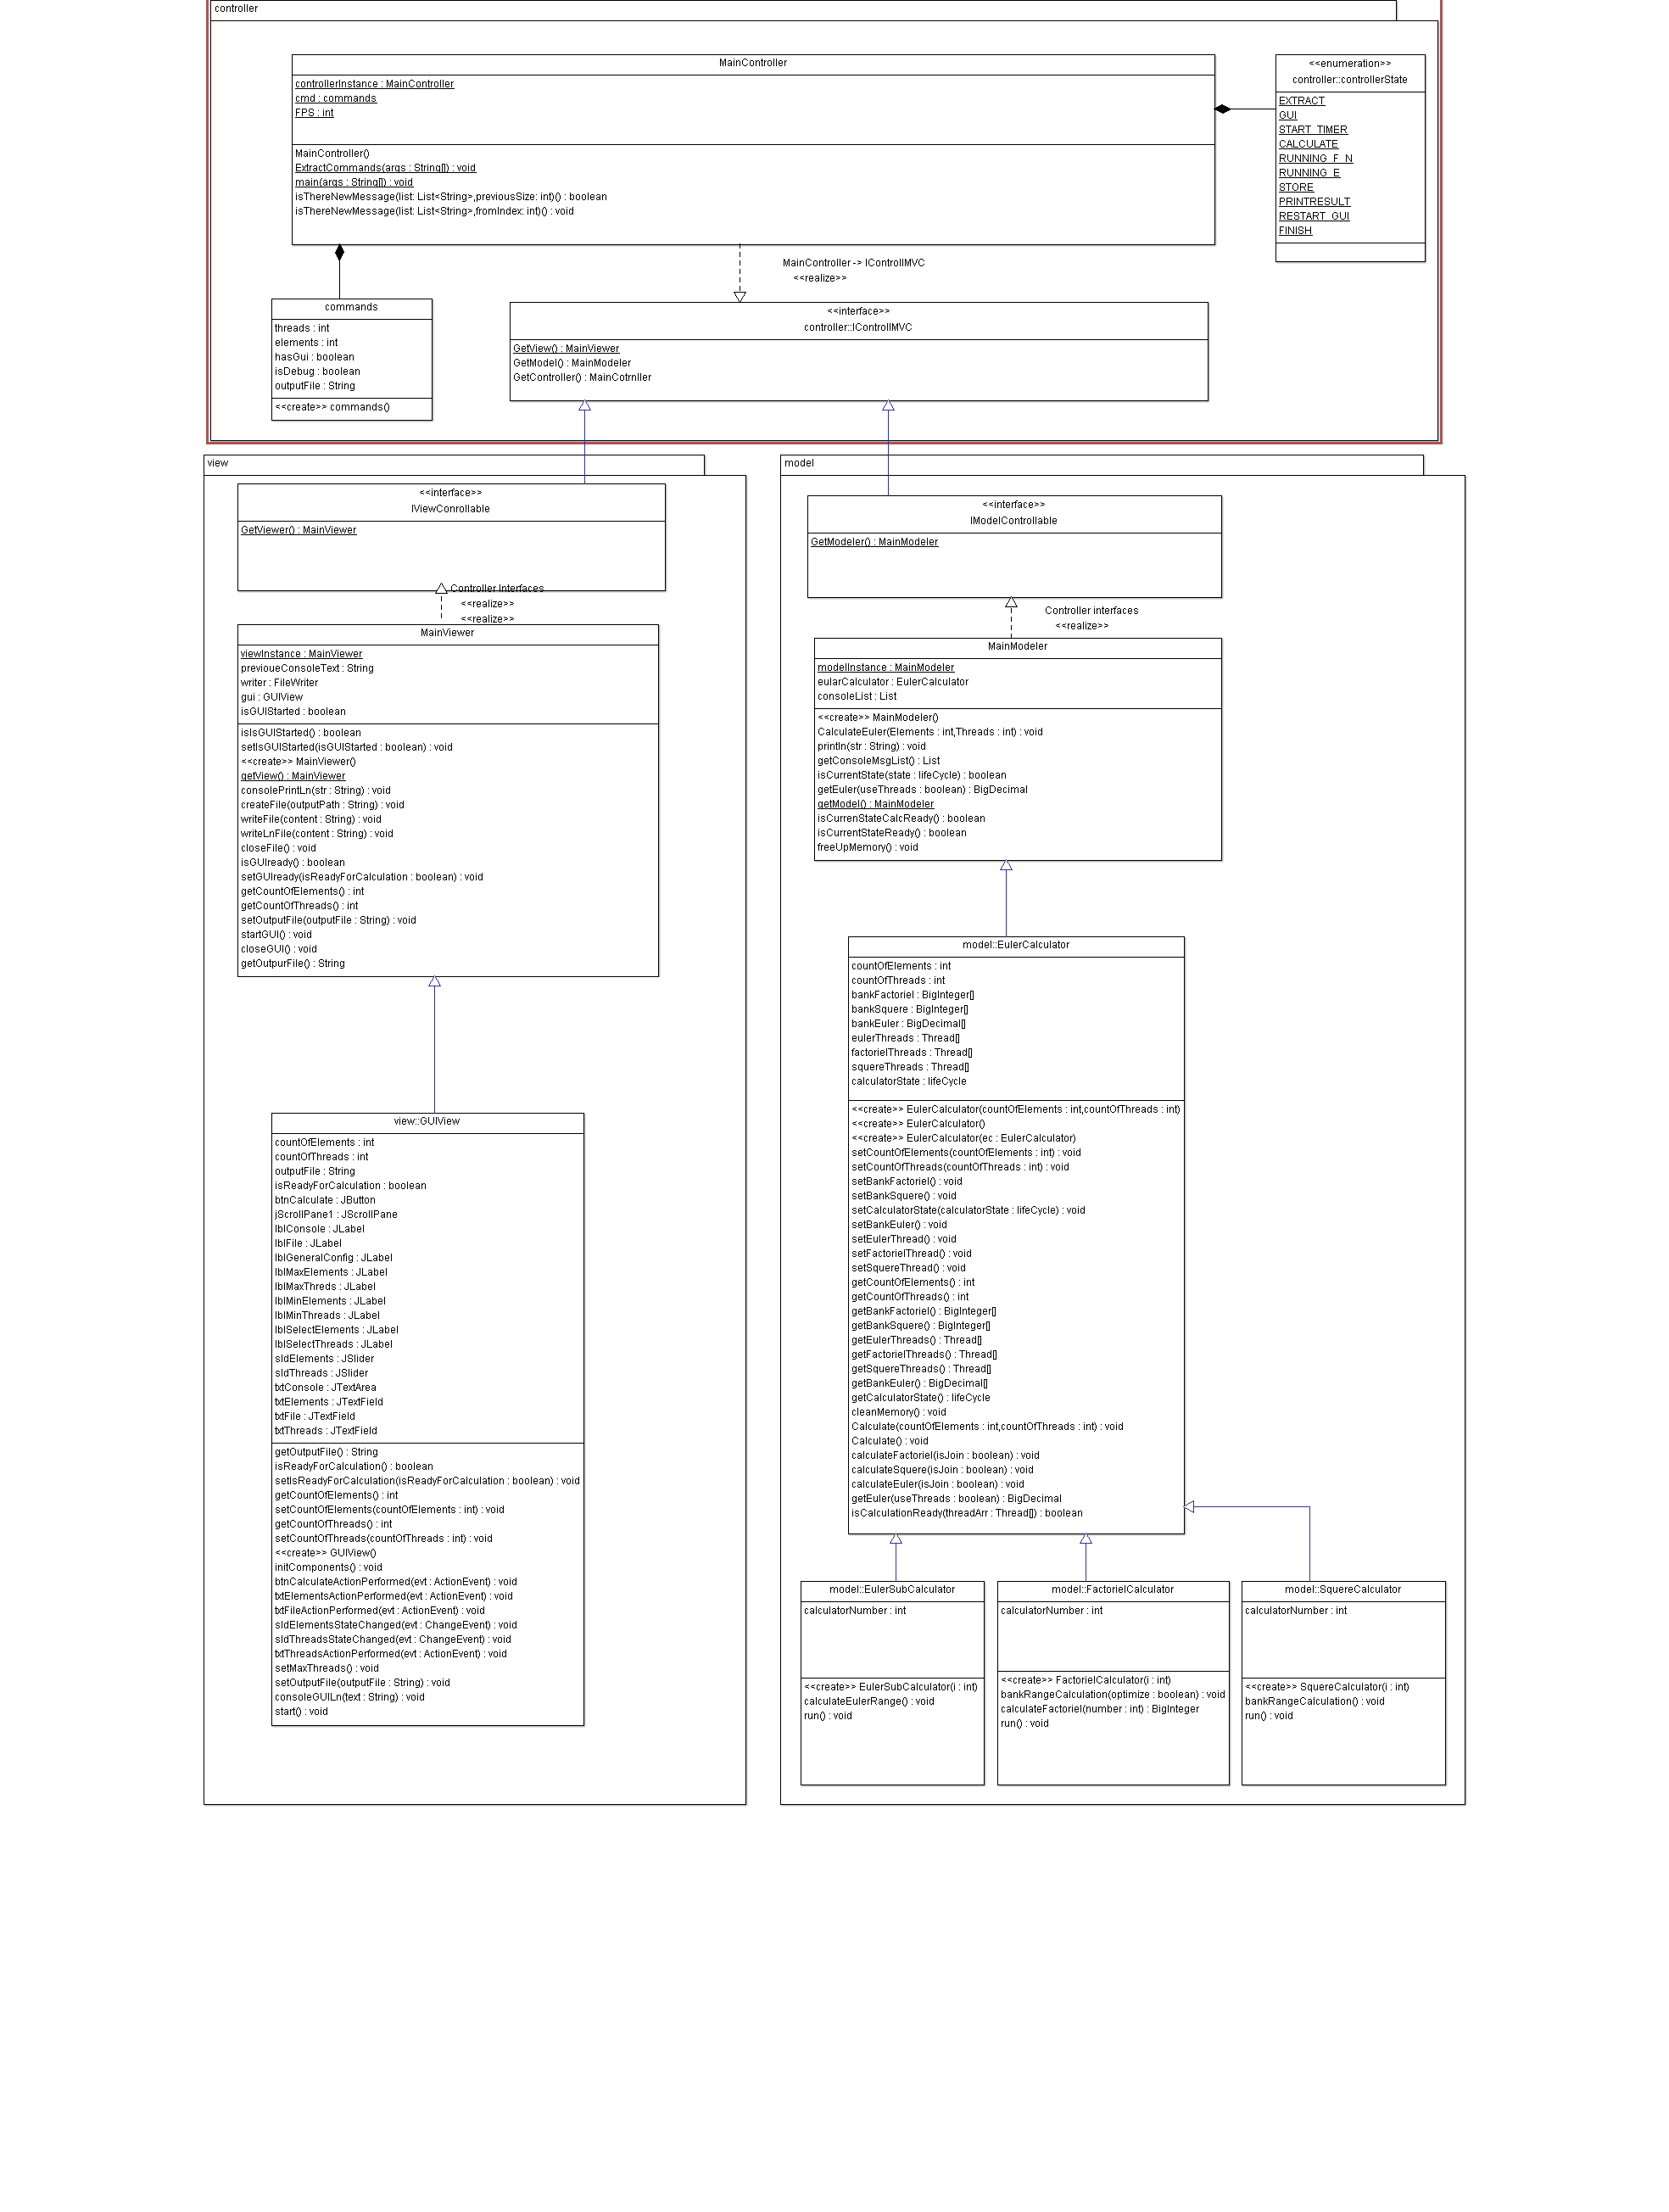 controller
MainController
controllerInstance : MainController
cmd : commands
FPS : int
MainController()
ExtractCommands(args : String[]) : void
main(args : String[]) : void
isThereNewMessage(list: List<String>,previousSize: int)() : boolean
isThereNewMessage(list: List<String>,fromIndex: int)() : void
<<enumeration>>
controller::controllerState
EXTRACT
GUI
START_TIMER
CALCULATE
RUNNING_F_N
RUNNING_E
STORE
PRINTRESULT
RESTART_GUI
FINISH
MainController -> IControllMVC
<<realize>>
commands
threads : int
elements : int
hasGui : boolean
isDebug : boolean
outputFile : String
<<create>> commands()
<<interface>>
controller::IControllMVC
GetView() : MainViewer
GetModel() : MainModeler
GetController() : MainCotrnller
view
<<interface>>
IViewConrollable
GetViewer() : MainViewer
Controller Interfaces
<<realize>>
<<realize>>
MainViewer
viewInstance : MainViewer
previoueConsoleText : String
writer : FileWriter
gui : GUIView
isGUIStarted : boolean
isIsGUIStarted() : boolean
setIsGUIStarted(isGUIStarted : boolean) : void
<<create>> MainViewer()
getView() : MainViewer
consolePrintLn(str : String) : void
createFile(outputPath : String) : void
writeFile(content : String) : void
writeLnFile(content : String) : void
closeFile() : void
isGUIready() : boolean
setGUIready(isReadyForCalculation : boolean) : void
getCountOfElements() : int
getCountOfThreads() : int
setOutputFile(outputFile : String) : void
startGUI() : void
closeGUI() : void
getOutpurFile() : String
view::GUIView
countOfElements : int
countOfThreads : int
outputFile : String
isReadyForCalculation : boolean
btnCalculate : JButton
jScrollPane1 : JScrollPane
lblConsole : JLabel
lblFile : JLabel
lblGeneralConfig : JLabel
lblMaxElements : JLabel
lblMaxThreds : JLabel
lblMinElements : JLabel
lblMinThreads : JLabel
lblSelectElements : JLabel
lblSelectThreads : JLabel
sldElements : JSlider
sldThreads : JSlider
txtConsole : JTextArea
txtElements : JTextField
txtFile : JTextField
txtThreads : JTextField
getOutputFile() : String
isReadyForCalculation() : boolean
setIsReadyForCalculation(isReadyForCalculation : boolean) : void
getCountOfElements() : int
setCountOfElements(countOfElements : int) : void
getCountOfThreads() : int
setCountOfThreads(countOfThreads : int) : void
<<create>> GUIView()
initComponents() : void
btnCalculateActionPerformed(evt : ActionEvent) : void
txtElementsActionPerformed(evt : ActionEvent) : void
txtFileActionPerformed(evt : ActionEvent) : void
sldElementsStateChanged(evt : ChangeEvent) : void
sldThreadsStateChanged(evt : ChangeEvent) : void
txtThreadsActionPerformed(evt : ActionEvent) : void
setMaxThreads() : void
setOutputFile(outputFile : String) : void
consoleGUILn(text : String) : void
start() : void
model
<<interface>>
IModelControllable
GetModeler() : MainModeler
Controller interfaces
<<realize>>
MainModeler
modelInstance : MainModeler
eularCalculator : EulerCalculator
consoleList : List
<<create>> MainModeler()
CalculateEuler(Elements : int,Threads : int) : void
println(str : String) : void
getConsoleMsgList() : List
isCurrentState(state : lifeCycle) : boolean
getEuler(useThreads : boolean) : BigDecimal
getModel() : MainModeler
isCurrenStateCalcReady() : boolean
isCurrentStateReady() : boolean
freeUpMemory() : void
model::EulerCalculator
countOfElements : int
countOfThreads : int
bankFactoriel : BigInteger[]
bankSquere : BigInteger[]
bankEuler : BigDecimal[]
eulerThreads : Thread[]
factorielThreads : Thread[]
squereThreads : Thread[]
calculatorState : lifeCycle
<<create>> EulerCalculator(countOfElements : int,countOfThreads : int)
<<create>> EulerCalculator()
<<create>> EulerCalculator(ec : EulerCalculator)
setCountOfElements(countOfElements : int) : void
setCountOfThreads(countOfThreads : int) : void
setBankFactoriel() : void
setBankSquere() : void
setCalculatorState(calculatorState : lifeCycle) : void
setBankEuler() : void
setEulerThread() : void
setFactorielThread() : void
setSquereThread() : void
getCountOfElements() : int
getCountOfThreads() : int
getBankFactoriel() : BigInteger[]
getBankSquere() : BigInteger[]
getEulerThreads() : Thread[]
getFactorielThreads() : Thread[]
getSquereThreads() : Thread[]
getBankEuler() : BigDecimal[]
getCalculatorState() : lifeCycle
cleanMemory() : void
Calculate(countOfElements : int,countOfThreads : int) : void
Calculate() : void
calculateFactoriel(isJoin : boolean) : void
calculateSquere(isJoin : boolean) : void
calculateEuler(isJoin : boolean) : void
getEuler(useThreads : boolean) : BigDecimal
isCalculationReady(threadArr : Thread[]) : boolean
model::EulerSubCalculator
calculatorNumber : int
<<create>> EulerSubCalculator(i : int)
calculateEulerRange() : void
run() : void
model::FactorielCalculator
calculatorNumber : int
<<create>> FactorielCalculator(i : int)
bankRangeCalculation(optimize : boolean) : void
calculateFactoriel(number : int) : BigInteger
run() : void
model::SquereCalculator
calculatorNumber : int
<<create>> SquereCalculator(i : int)
bankRangeCalculation() : void
run() : void